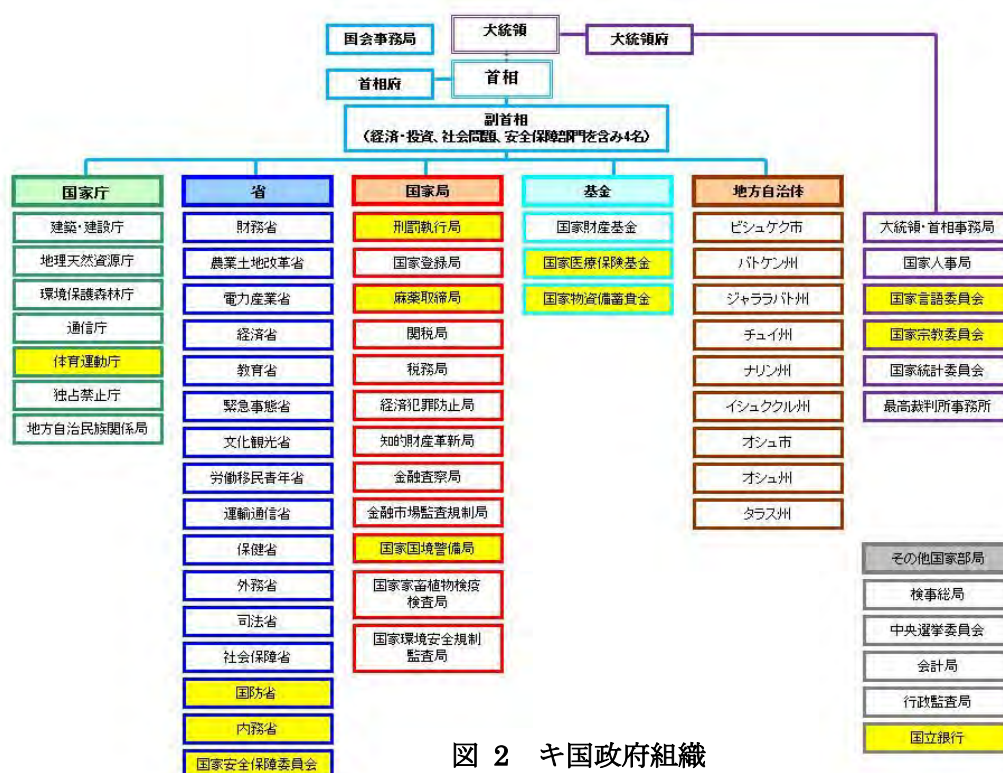 国会事務局
大統領
大統領府
首相府
首相
副首相
（経済・投資、社会問題、安全保障部門を含み4名）
国家庁
建築・建設庁
地理天然資源庁
環境保護森林庁
通信庁
体育運動庁
独占禁止庁
地方自治民族関係局
省
財務省
農業土地改革省
電力産業省
経済省
教育省
緊急事態省
文化観光省
労働移民青年省
運輸通信省
保健省
外務省
司法省
社会保障省
国防省
内務省
国家安全保障委員会
国家局
刑罰執行局
国家登録局
麻薬取締局
関税局
税務局
経済犯罪防止局
知的財産革新局
金融査察局
金融市場監査規制局
国家国境警備局
国家家畜植物検疫
検査局
国家環境安全規制
監査局
基金
国家財産基金
国家医療保険基金
国家物資備蓄貴金
地方自治体
ビシュケク市
バトケン州
ジャララバト州
チュイ州
ナリン州
イシュククル州
オシュ市
オシュ州
タラス州
大統領・首相事務局
国家人事局
国家言語委員会
国家宗教委員会
国家統計委員会
最高裁判所事務所
その他国家部局
検事総局
中央選挙委員会
会計局
行政監査局
国立銀行
図 2 キ国政府組織